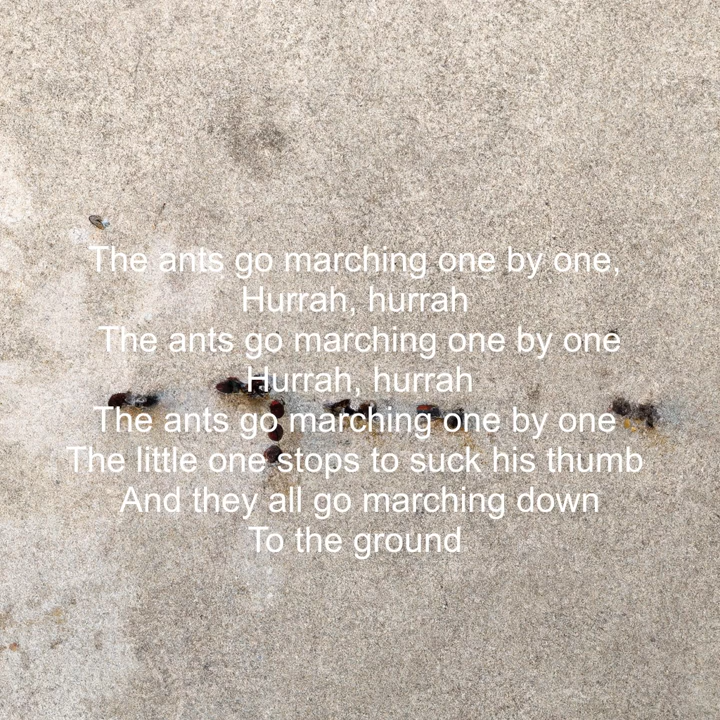 The ants go marching one by one,
Hurrah, hurrah
The ants go marching one by one
Hurrah, hurrah
The ants go marching one by one
The little one stops to suck his thumb
And they all go marching down
To the ground